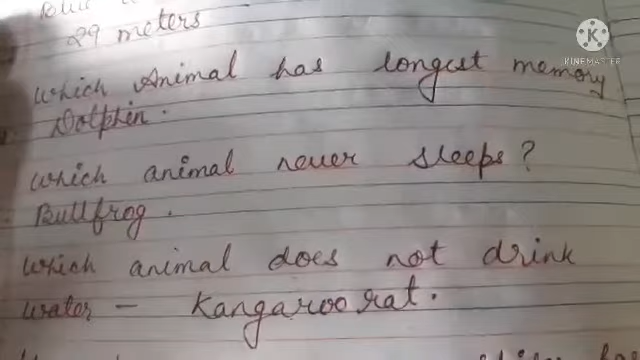 29 meters
KINEMASTER
which Animal has longest memory
Dolphin.
which animal never sleeps?
Bullfrog.
which animal does not drink
water - Kangaroo rat.